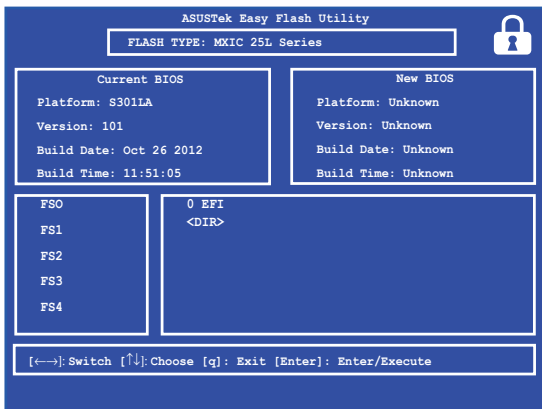 ASUSTek Easy Flash Utility
FLASH TYPE: MXIC 25L Series
Current BIOS
Platform: S301LA
Version: 101
Build Date: Oct 26 2012
Build Time: 11:51:05
New BIOS
Platform: Unknown
Version: Unknown
Build Date: Unknown
Build Time: Unknown
FSO
FS1
FS2
FS3
FS4
0 EFI
<DIR>
[←→]: Switch [↑↓]: Choose [q]: Exit [Enter]: Enter/Execute